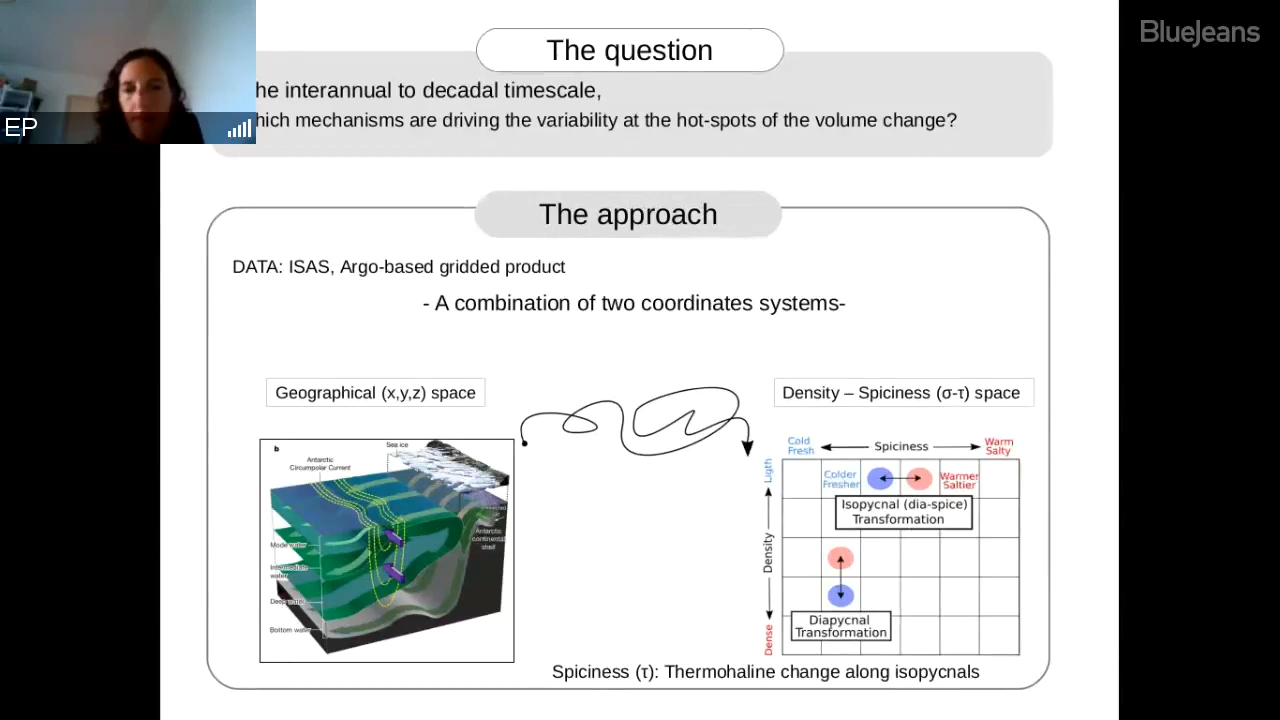 BlueJeans
EP
The question
he interannual to decadal timescale,
hich mechanisms are driving the variability at the hot-spots of the volume change?
The approach
DATA: ISAS, Argo-based gridded product
- A combination of two coordinates systems-
Geographical (x,y,z) space
Density – Spiciness (σ-τ) space
b
Sea ice
Antarctic
Circumpolar Current
Antarctic
continental
shelf
Mode water
Intermediate
water
Deep water
Bottom water
Cold
Fresh
Spiciness
Warm
Salty
Ligth
Density
Dense
Colder
Fresher
Warmer
Saltier
Isopycnal (dia-spice)
Transformation
Diapycnal
Transformation
Spiciness (τ): Thermohaline change along isopycnals